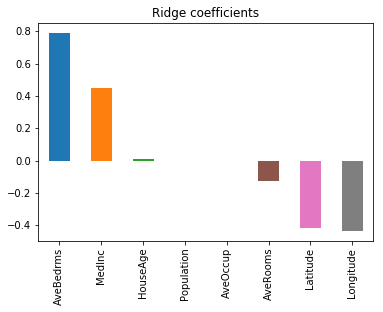 Ridge coefficients
0.8
0.6
0.4
0.2
0.0
−0.2
−0.4
AveBedrms
MedInc
HouseAge
Population
AveOccup
AveRooms
Latitude
Longitude